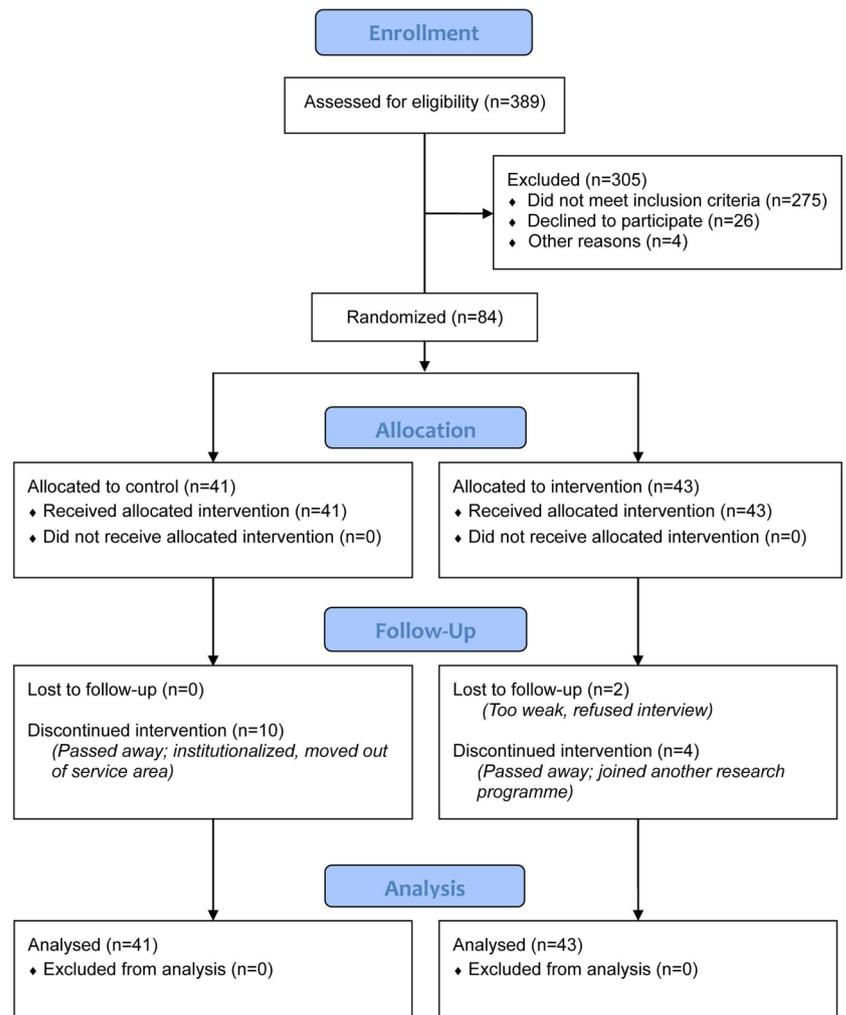 Enrollment
Assessed for eligibility (n=389)
Excluded (n=305)
♦ Did not meet inclusion criteria (n=275)
♦ Declined to participate (n=26)
♦ Other reasons (n=4)
Randomized (n=84)
Allocation
Allocated to control (n=41)
♦ Received allocated intervention (n=41)
♦ Did not receive allocated intervention (n=0)
Allocated to intervention (n=43)
♦ Received allocated intervention (n=43)
♦ Did not receive allocated intervention (n=0)
Follow-Up
Lost to follow-up (n=0)
Discontinued intervention (n=10)
(Passed away; institutionalized, moved out
of service area)
Lost to follow-up (n=2)
(Too weak, refused interview)
Discontinued intervention (n=4)
(Passed away; joined another research
programme)
Analysis
Analysed (n=41)
♦ Excluded from analysis (n=0)
Analysed (n=43)
♦ Excluded from analysis (n=0)